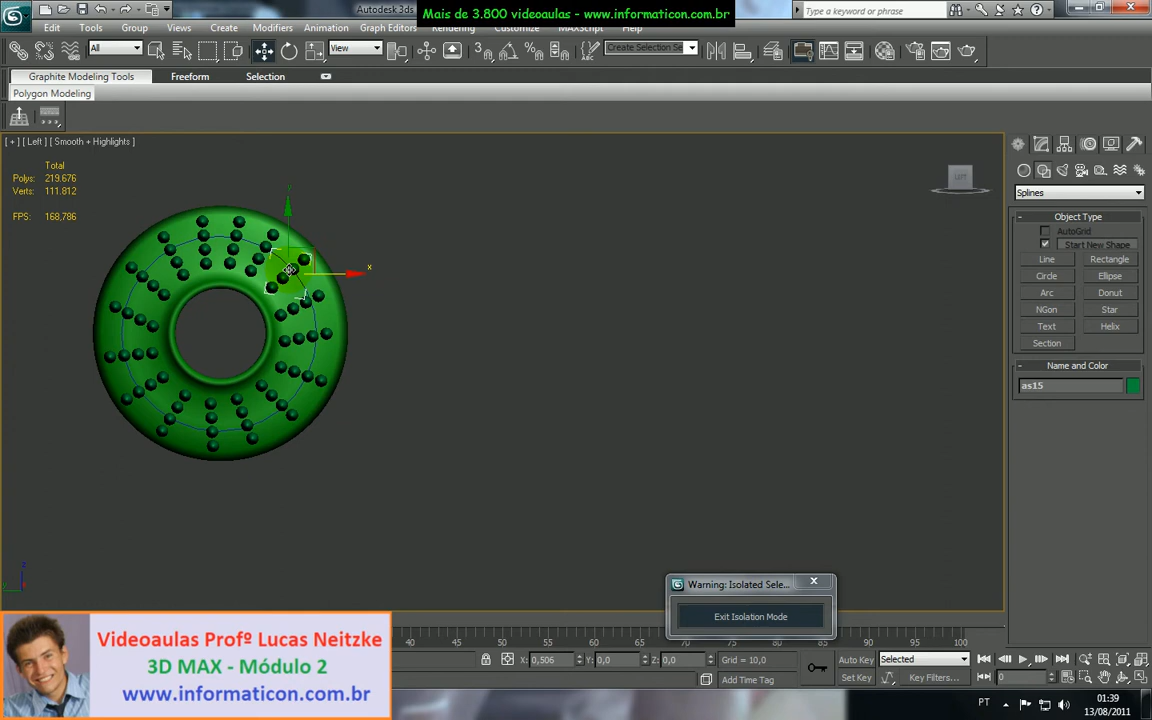 Autodesk 3ds
Mais de 3.800 videoaulas - www.informaticon.com.br
Type a keyword or phrase
Edit Tools Group Views Create Modifiers Animation Graph Editors Rendering Customize MAXScript Help
All
View
Create Selection Se
Graphite Modeling Tools Freeform Selection
Polygon Modeling
[ + ] [ Left ] [ Smooth + Highlights ]
Total
Polys: 219.676
Verts: 111.812
FPS: 168,786
y
x
LEFT
Splines
- Object Type
AutoGrid
Start New Shape
Line Rectangle
Circle Ellipse
Arc Donut
NGon Star
Text Helix
Section
- Name and Color
as15
z
y
Warning: Isolated Sele...
Exit Isolation Mode
Videoaulas Profº Lucas Neitzke
3D MAX - Módulo 2
www.informaticon.com.br
40 45 50 55 60 65 70 75 80 85 90 95 100
X: 0,506 Y: 0,0 Z: 0,0 Grid = 10,0
Add Time Tag
Auto Key Selected
Set Key Key Filters...
0
PT
01:39
13/08/2011